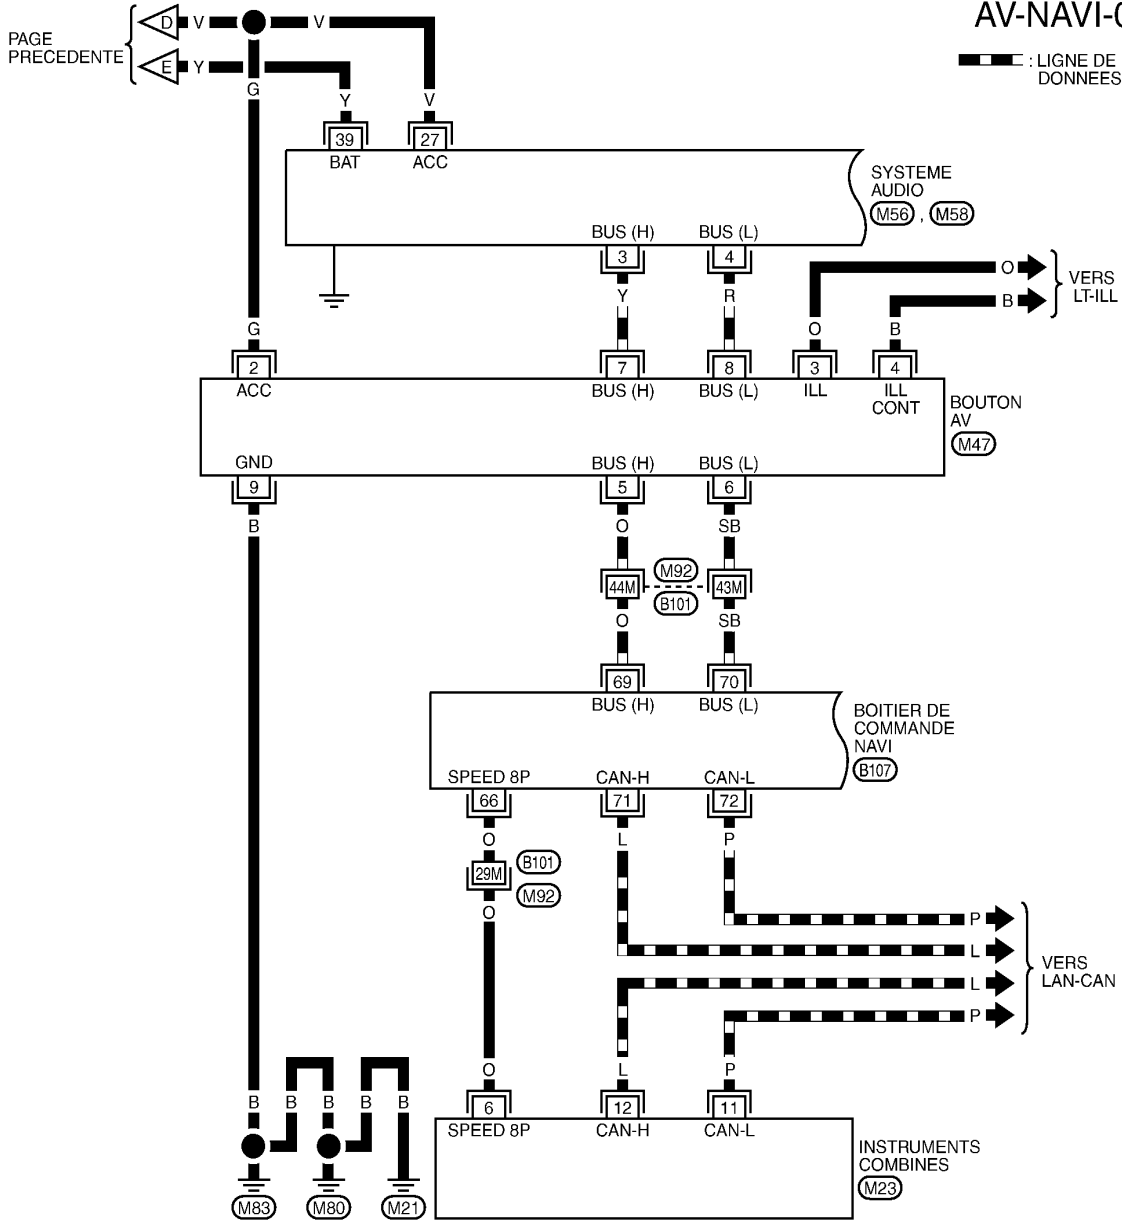 AV-NAVI-0
: LIGNE DE
DONNEES
PAGE
PRECEDENTE
D V V
E Y
G Y V
39 27
BAT ACC
SYSTEME
AUDIO
M56 , M58
BUS (H) BUS (L)
3 4
Y R
O
B
VERS
LT-ILL
G O B
2 7 8 3 4
ACC BUS (H) BUS (L) ILL ILL
CONT
BOUTON
AV
M47
GND BUS (H) BUS (L)
9 5 6
B O SB
M92
44M 43M
B101
O SB
69 70
BUS (H) BUS (L)
BOITIER DE
COMMANDE
NAVI
B107
SPEED 8P CAN-H CAN-L
66 71 72
O L P
B101
29M
M92
O
P
L
L
P
VERS
LAN-CAN
O L P
B B B B B
6 12 11
SPEED 8P CAN-H CAN-L
INSTRUMENTS
COMBINES
M23
M83 M80 M21